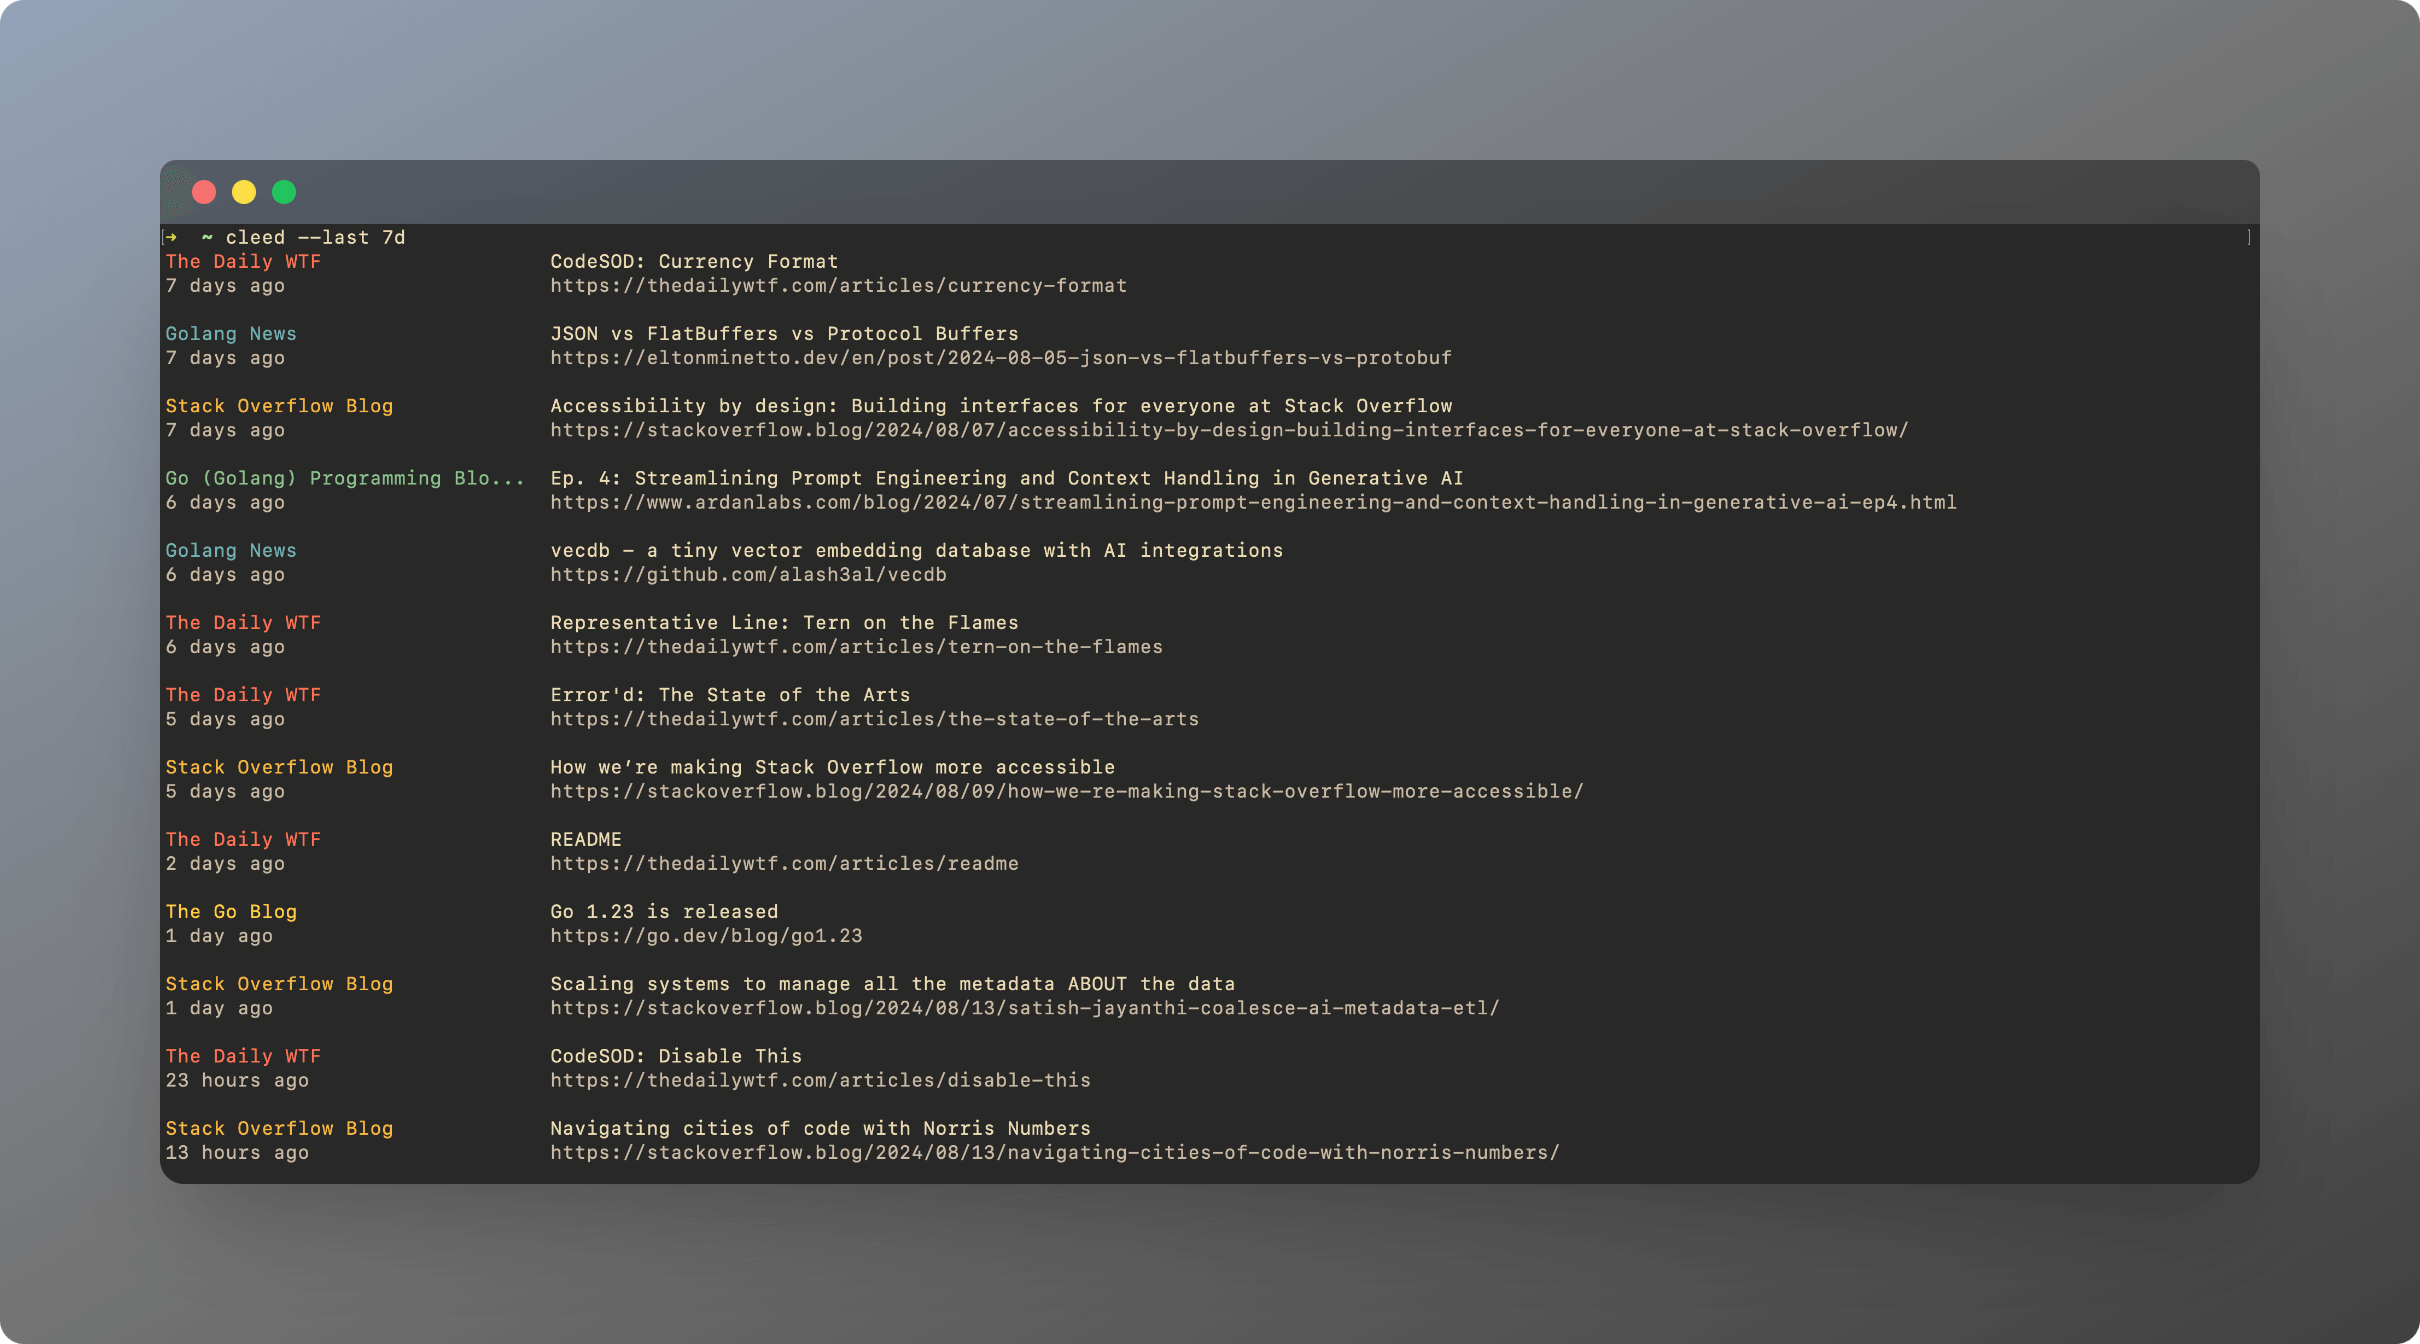 [➜  ~ cleed --last 7d ]
The Daily WTF CodeSOD: Currency Format
7 days ago https://thedailywtf.com/articles/currency-format
Golang News JSON vs FlatBuffers vs Protocol Buffers
7 days ago https://eltonminetto.dev/en/post/2024-08-05-json-vs-flatbuffers-vs-protobuf
Stack Overflow Blog Accessibility by design: Building interfaces for everyone at Stack Overflow
7 days ago https://stackoverflow.blog/2024/08/07/accessibility-by-design-building-interfaces-for-everyone-at-stack-overflow/
Go (Golang) Programming Blo... Ep. 4: Streamlining Prompt Engineering and Context Handling in Generative AI
6 days ago https://www.ardanlabs.com/blog/2024/07/streamlining-prompt-engineering-and-context-handling-in-generative-ai-ep4.html
Golang News vecdb – a tiny vector embedding database with AI integrations
6 days ago https://github.com/alash3al/vecdb
The Daily WTF Representative Line: Tern on the Flames
6 days ago https://thedailywtf.com/articles/tern-on-the-flames
The Daily WTF Error'd: The State of the Arts
5 days ago https://thedailywtf.com/articles/the-state-of-the-arts
Stack Overflow Blog How we’re making Stack Overflow more accessible
5 days ago https://stackoverflow.blog/2024/08/09/how-we-re-making-stack-overflow-more-accessible/
The Daily WTF README
2 days ago https://thedailywtf.com/articles/readme
The Go Blog Go 1.23 is released
1 day ago https://go.dev/blog/go1.23
Stack Overflow Blog Scaling systems to manage all the metadata ABOUT the data
1 day ago https://stackoverflow.blog/2024/08/13/satish-jayanthi-coalesce-ai-metadata-etl/
The Daily WTF CodeSOD: Disable This
23 hours ago https://thedailywtf.com/articles/disable-this
Stack Overflow Blog Navigating cities of code with Norris Numbers
13 hours ago https://stackoverflow.blog/2024/08/13/navigating-cities-of-code-with-norris-numbers/